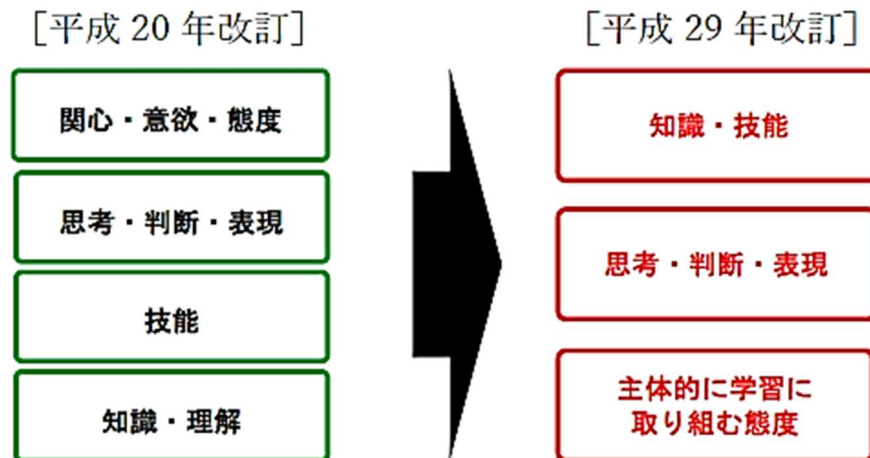 [平成 20 年改訂]
関心・意欲・態度
思考・判断・表現
技能
知識・理解
[平成 29 年改訂]
知識・技能
思考・判断・表現
主体的に学習に
取り組む態度